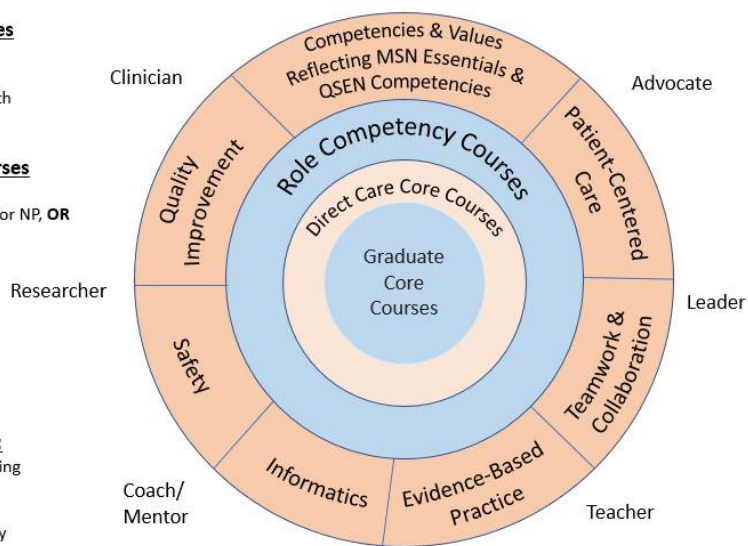 es
th
rses
or NP, OR
g
ing
y
Clinician
Advocate
Researcher
Leader
Coach/
Mentor
Teacher
Competencies & Values
Reflecting MSN Essentials &
QSEN Competencies
Patient-Centered
Care
Teamwork &
Collaboration
Evidence-Based
Practice
Informatics
Safety
Quality
Improvement
Role Competency Courses
Direct Care Core Courses
Graduate
Core
Courses